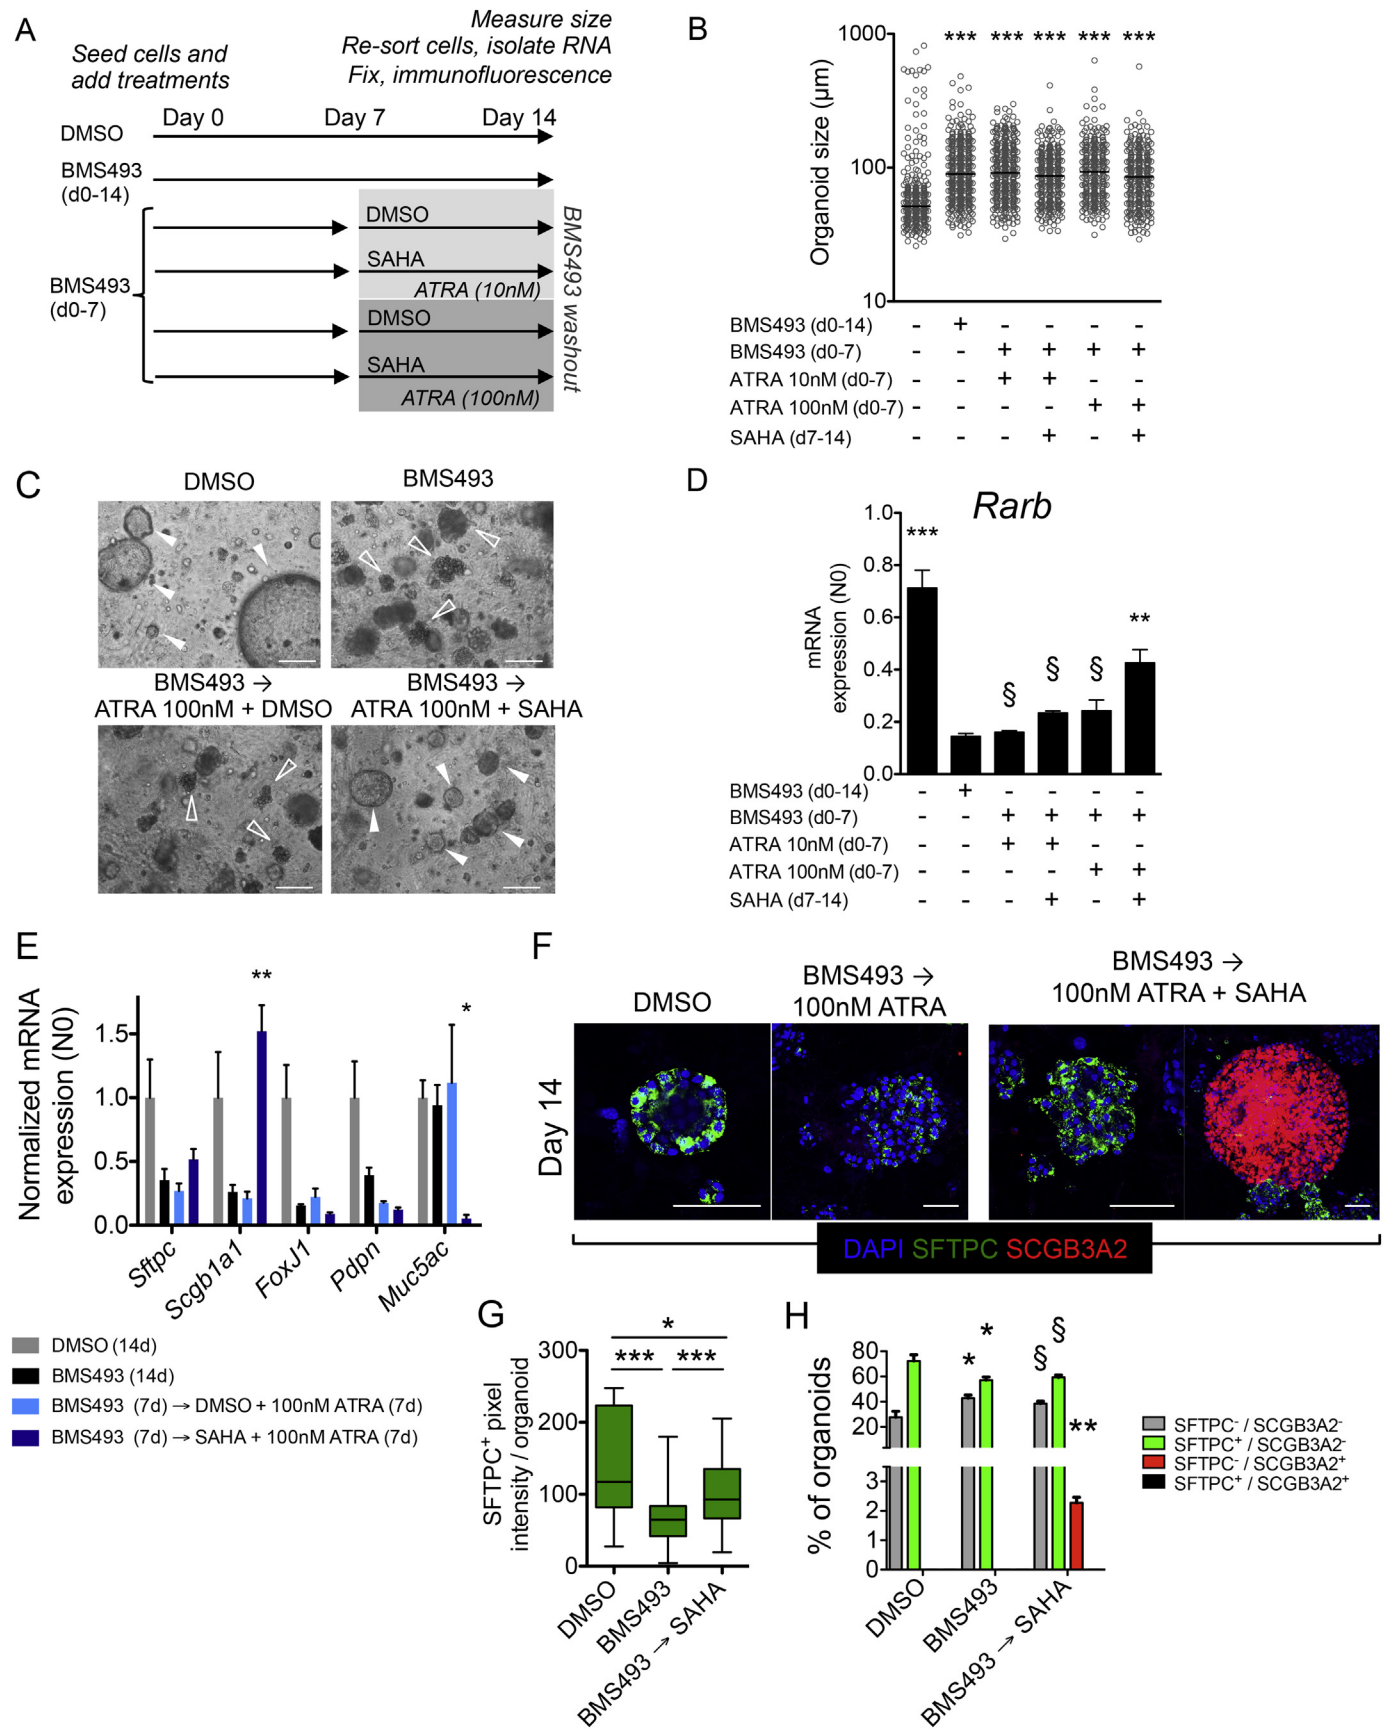 A
Seed cells and
add treatments
Measure size
Re-sort cells, isolate RNA
Fix, immunofluorescence
Day 0
Day 7
Day 14
DMSO
BMS493
(d0-14)
BMS493
(d0-7)
DMSO
SAHA
ATRA (10nM)
DMSO
SAHA
ATRA (100nM)
BMS493 washout
B
Organoid size (µm)
1000
100
10
*** *** *** *** ***
BMS493 (d0-14) - + - - - -
BMS493 (d0-7) - - + + + +
ATRA 10nM (d0-7) - - + + - -
ATRA 100nM (d0-7) - - - - + +
SAHA (d7-14) - - - + - +
C
DMSO
BMS493
BMS493 →
ATRA 100nM + DMSO
BMS493 →
ATRA 100nM + SAHA
D
Rarb
mRNA
expression (N0)
1.0
0.8
0.6
0.4
0.2
0.0
*** § § § **
BMS493 (d0-14) - + - - - -
BMS493 (d0-7) - - + + + +
ATRA 10nM (d0-7) - - + + - -
ATRA 100nM (d0-7) - - - - + +
SAHA (d7-14) - - - + - +
E
Normalized mRNA
expression (N0)
1.5
1.0
0.5
0.0
** *
Sftpc
Scgb1a1
FoxJ1
Pdpn
Muc5ac
DMSO (14d)
BMS493 (14d)
BMS493 (7d) → DMSO + 100nM ATRA (7d)
BMS493 (7d) → SAHA + 100nM ATRA (7d)
F
DMSO
BMS493 →
100nM ATRA
BMS493 →
100nM ATRA + SAHA
Day 14
DAPI SFTPC SCGB3A2
G
SFTPC+ pixel
intensity / organoid
300
200
100
0
*
*** ***
DMSO
BMS493
BMS493 → SAHA
H
% of organoids
80
60
40
20
3
2
1
0
* * § § **
DMSO
BMS493
BMS493 → SAHA
SFTPC- / SCGB3A2-
SFTPC+ / SCGB3A2-
SFTPC- / SCGB3A2+
SFTPC+ / SCGB3A2+